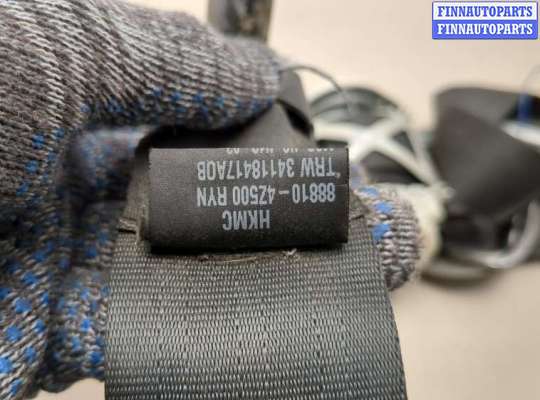 FINNAUTOPARTS
FINNAUTOPARTS
HKMC
88810-4Z500 RYN
TRW 34118417A0B